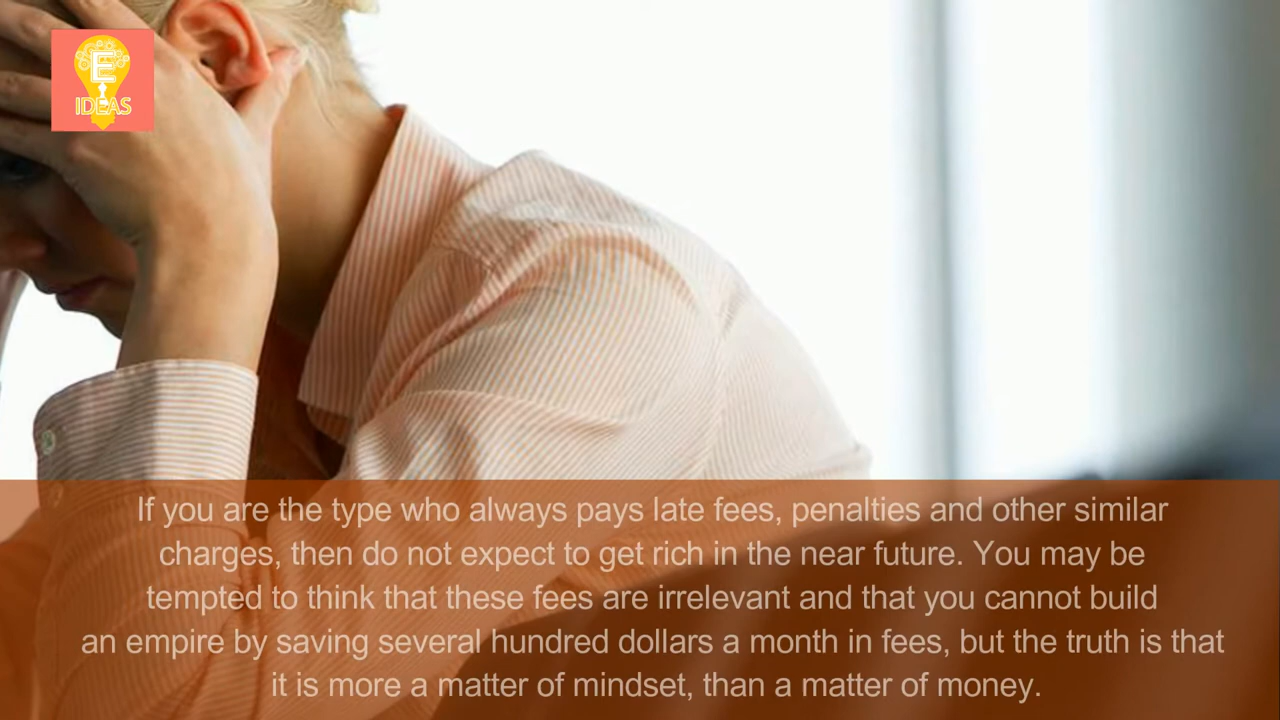 E
IDEAS
If you are the type who always pays late fees, penalties and other similar
charges, then do not expect to get rich in the near future. You may be
tempted to think that these fees are irrelevant and that you cannot build
an empire by saving several hundred dollars a month in fees, but the truth is that
it is more a matter of mindset, than a matter of money.